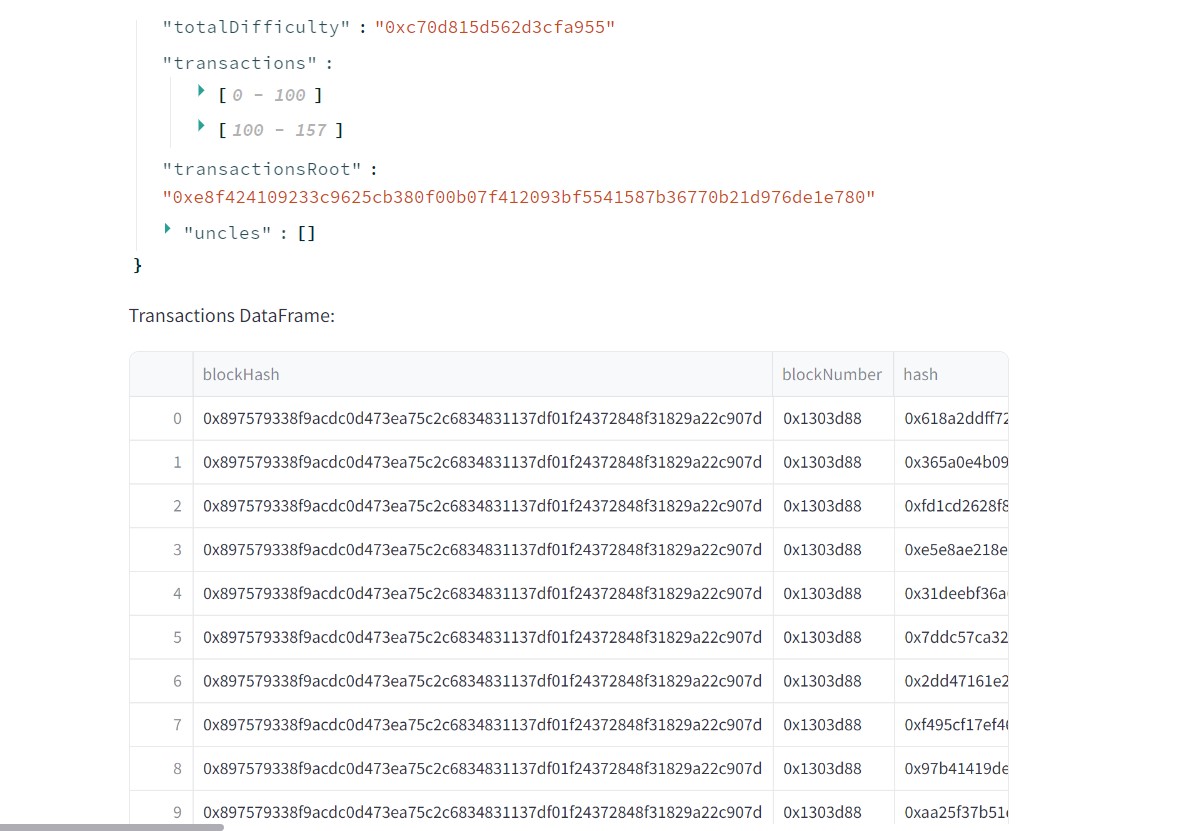 "totalDifficulty" : "0xc70d815d562d3cfa955"
"transactions" :
[ 0 - 100 ]
[ 100 - 157 ]
"transactionsRoot" :
"0xe8f424109233c9625cb380f00b07f412093bf5541587b36770b21d976de1e780"
"uncles" : []
}
Transactions DataFrame:
blockHash blockNumber hash
0 0x897579338f9acdc0d473ea75c2c6834831137df01f24372848f31829a22c907d 0x1303d88 0x618a2ddff72
1 0x897579338f9acdc0d473ea75c2c6834831137df01f24372848f31829a22c907d 0x1303d88 0x365a0e4b09
2 0x897579338f9acdc0d473ea75c2c6834831137df01f24372848f31829a22c907d 0x1303d88 0xfd1cd2628f8
3 0x897579338f9acdc0d473ea75c2c6834831137df01f24372848f31829a22c907d 0x1303d88 0xe5e8ae218e
4 0x897579338f9acdc0d473ea75c2c6834831137df01f24372848f31829a22c907d 0x1303d88 0x31deebf36a
5 0x897579338f9acdc0d473ea75c2c6834831137df01f24372848f31829a22c907d 0x1303d88 0x7ddc57ca32
6 0x897579338f9acdc0d473ea75c2c6834831137df01f24372848f31829a22c907d 0x1303d88 0x2dd47161e2
7 0x897579338f9acdc0d473ea75c2c6834831137df01f24372848f31829a22c907d 0x1303d88 0xf495cf17ef4
8 0x897579338f9acdc0d473ea75c2c6834831137df01f24372848f31829a22c907d 0x1303d88 0x97b41419de
9 0x897579338f9acdc0d473ea75c2c6834831137df01f24372848f31829a22c907d 0x1303d88 0xaa25f37b51